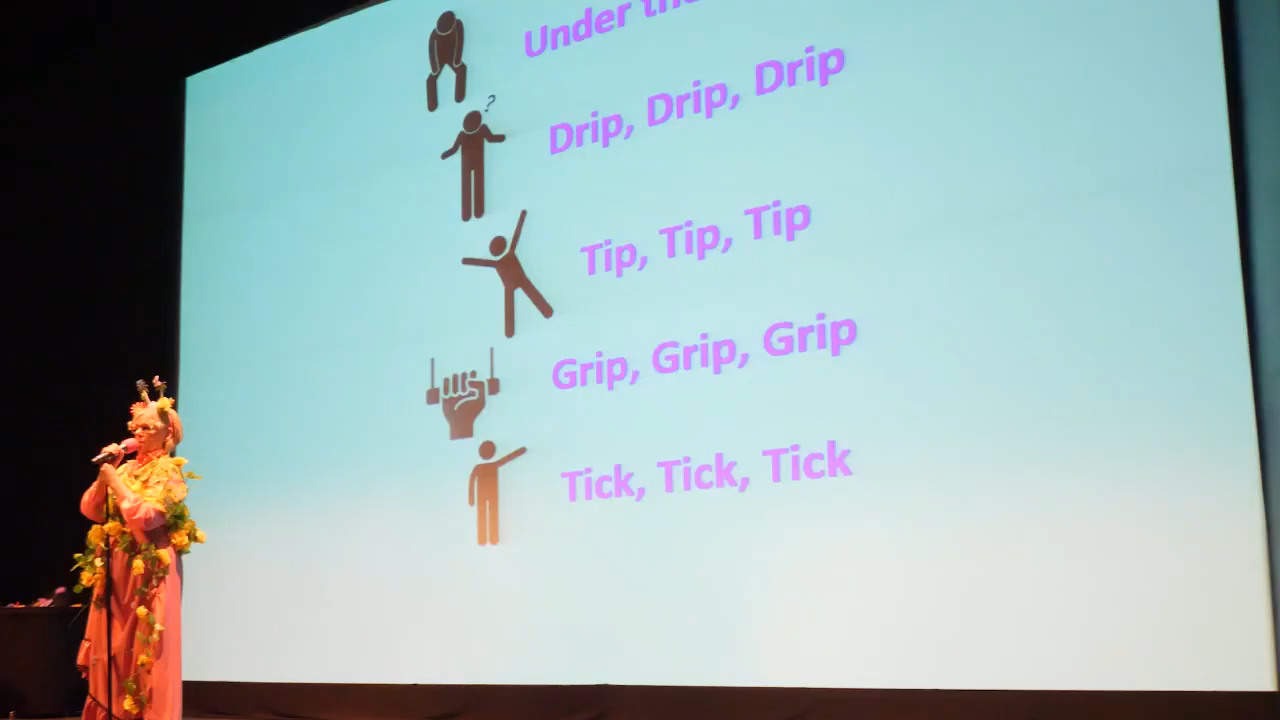 Under
Drip, Drip, Drip
?
Tip, Tip, Tip
Grip, Grip, Grip
Tick, Tick, Tick